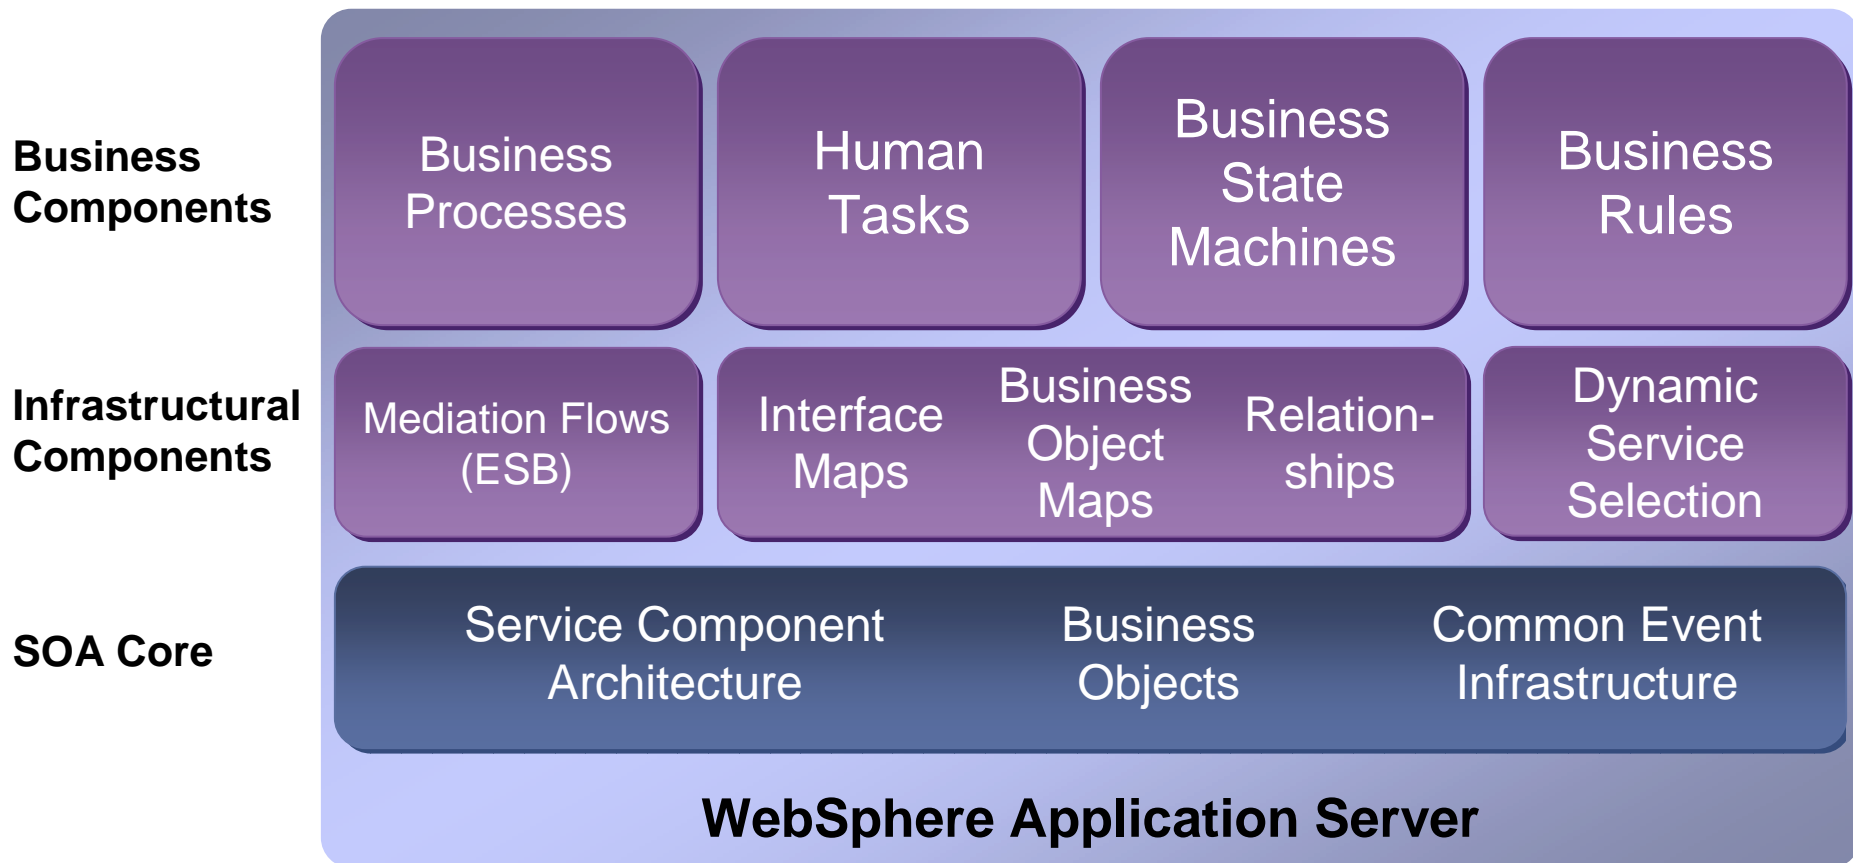 Business
Components
Business
Processes
Human
Tasks
Business
State
Machines
Business
Rules
Infrastructural
Components
Mediation Flows
(ESB)
Interface
Maps
Business
Object
Maps
Relation-
ships
Dynamic
Service
Selection
SOA Core
Service Component
Architecture
Business
Objects
Common Event
Infrastructure
WebSphere Application Server